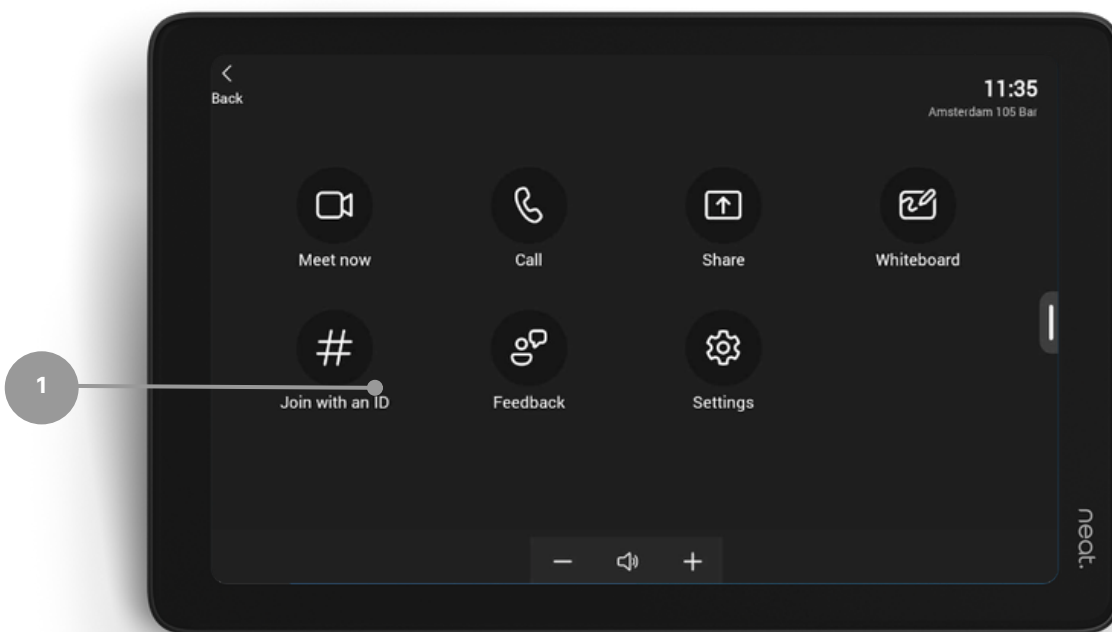 Back
11:35
Amsterdam 105 Bar
Meet now
Call
Share
Whiteboard
1
Join with an ID
Feedback
Settings
neat.